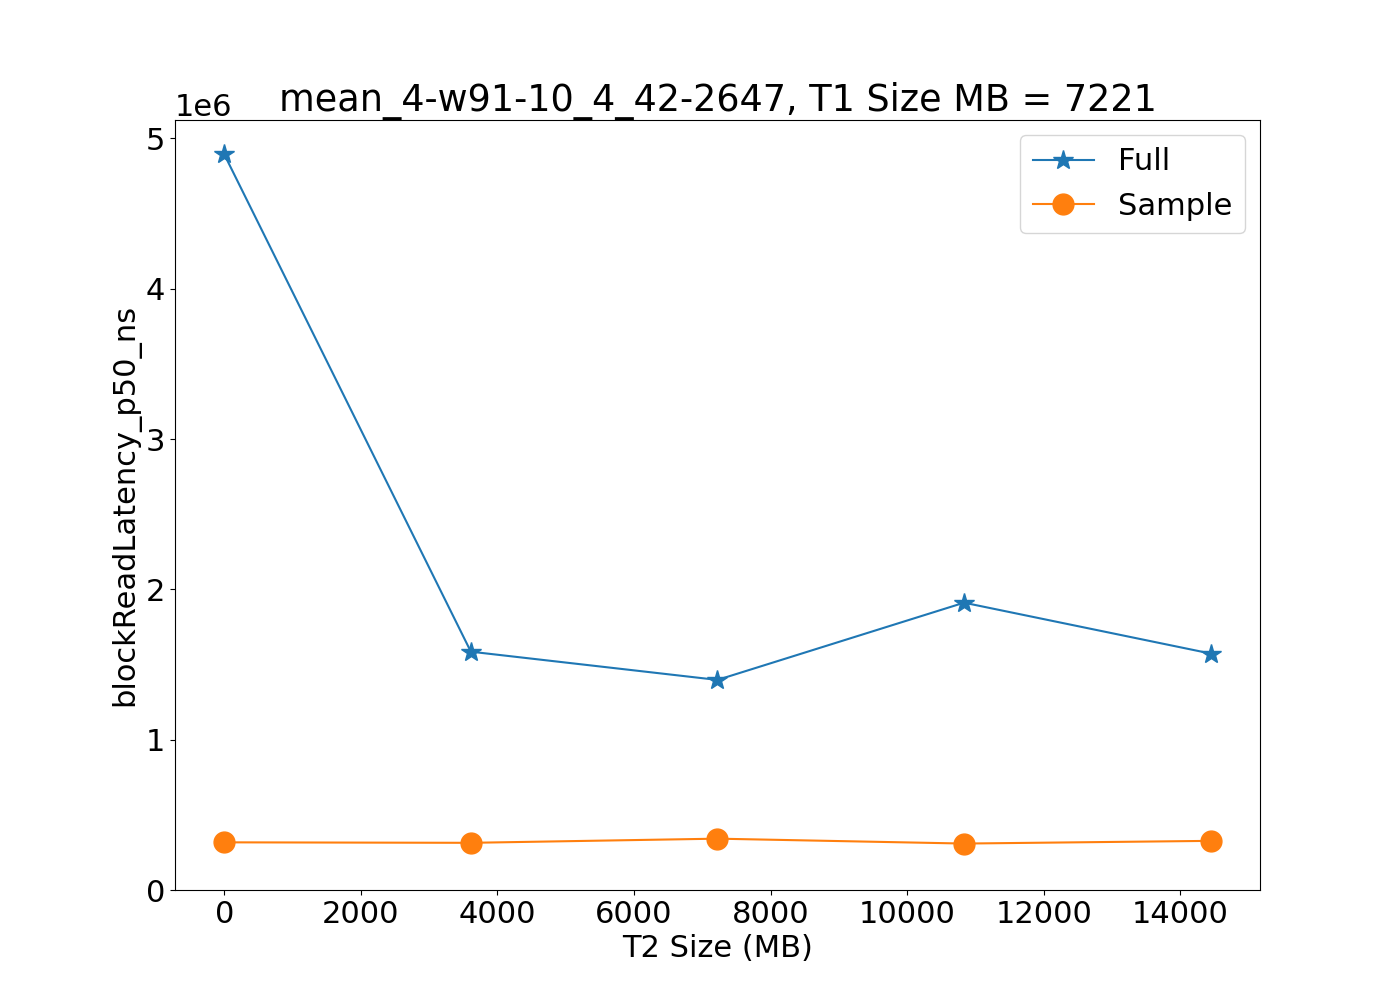 mean_4-w91-10_4_42-2647, T1 Size MB = 7221
1e6
Full
Sample
5
4
3
2
1
0
blockReadLatency_p50_ns
0 2000 4000 6000 8000 10000 12000 14000
T2 Size (MB)